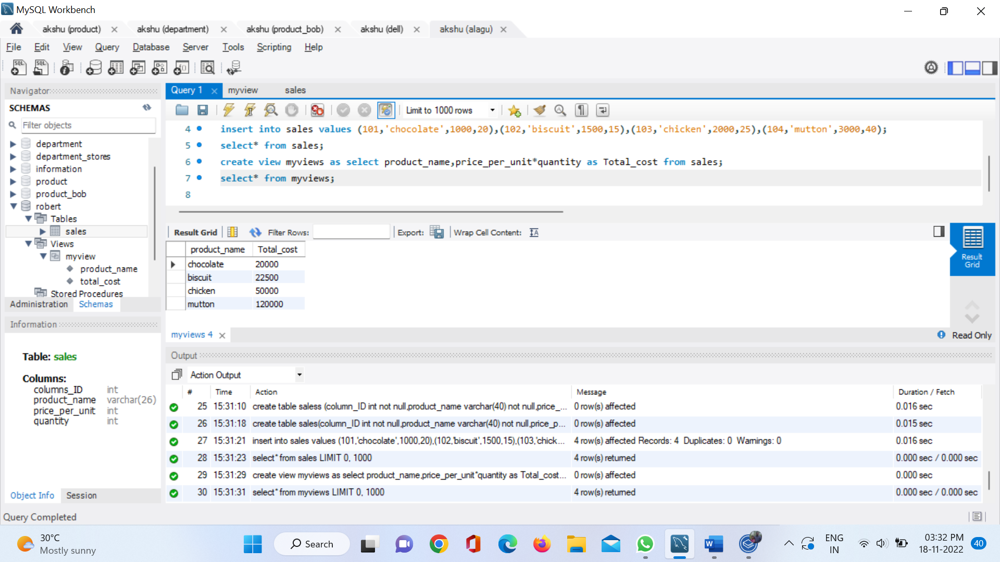 MySQL Workbench
akshu (product) akshu (department) akshu (product_bob) akshu (dell) akshu (alagu)
File Edit View Query Database Server Tools Scripting Help
Navigator
SCHEMAS
Filter objects
department
department_stores
information
product
product_bob
robert
Tables
sales
Views
myview
product_name
total_cost
Stored Procedures
Administration Schemas
Information
Table: sales
Columns:
columns_ID int
product_name varchar(26)
price_per_unit int
quantity int
Object Info Session
Query 1 myview sales
Limit to 1000 rows
4 insert into sales values (101,'chocolate',1000,20),(102,'biscuit',1500,15),(103,'chicken',2000,25),(104,'mutton',3000,40);
5 select* from sales;
6 create view myviews as select product_name,price_per_unit*quantity as Total_cost from sales;
7 select* from myviews;
8
Result Grid Filter Rows: Export: Wrap Cell Content:
product_name Total_cost
chocolate 20000
biscuit 22500
chicken 50000
mutton 120000
Result
Grid
myviews 4 Read Only
Output
Action Output
# Time Action Message Duration / Fetch
25 15:31:10 create table saless (column_ID int not null,product_name varchar(40) not null,price_... 0 row(s) affected 0.016 sec
26 15:31:18 create table sales(column_ID int not null,product_name varchar(40) not null,price_p... 0 row(s) affected 0.015 sec
27 15:31:21 insert into sales values (101,'chocolate',1000,20),(102,'biscuit',1500,15),(103,'chick... 4 row(s) affected Records: 4 Duplicates: 0 Warnings: 0 0.016 sec
28 15:31:23 select* from sales LIMIT 0, 1000 4 row(s) returned 0.000 sec / 0.000 sec
29 15:31:29 create view myviews as select product_name,price_per_unit*quantity as Total_cost... 0 row(s) affected 0.000 sec
30 15:31:31 select* from myviews LIMIT 0, 1000 4 row(s) returned 0.000 sec / 0.000 sec
Query Completed
30°C
Mostly sunny
Search
ENG
IN
03:32 PM
18-11-2022
40